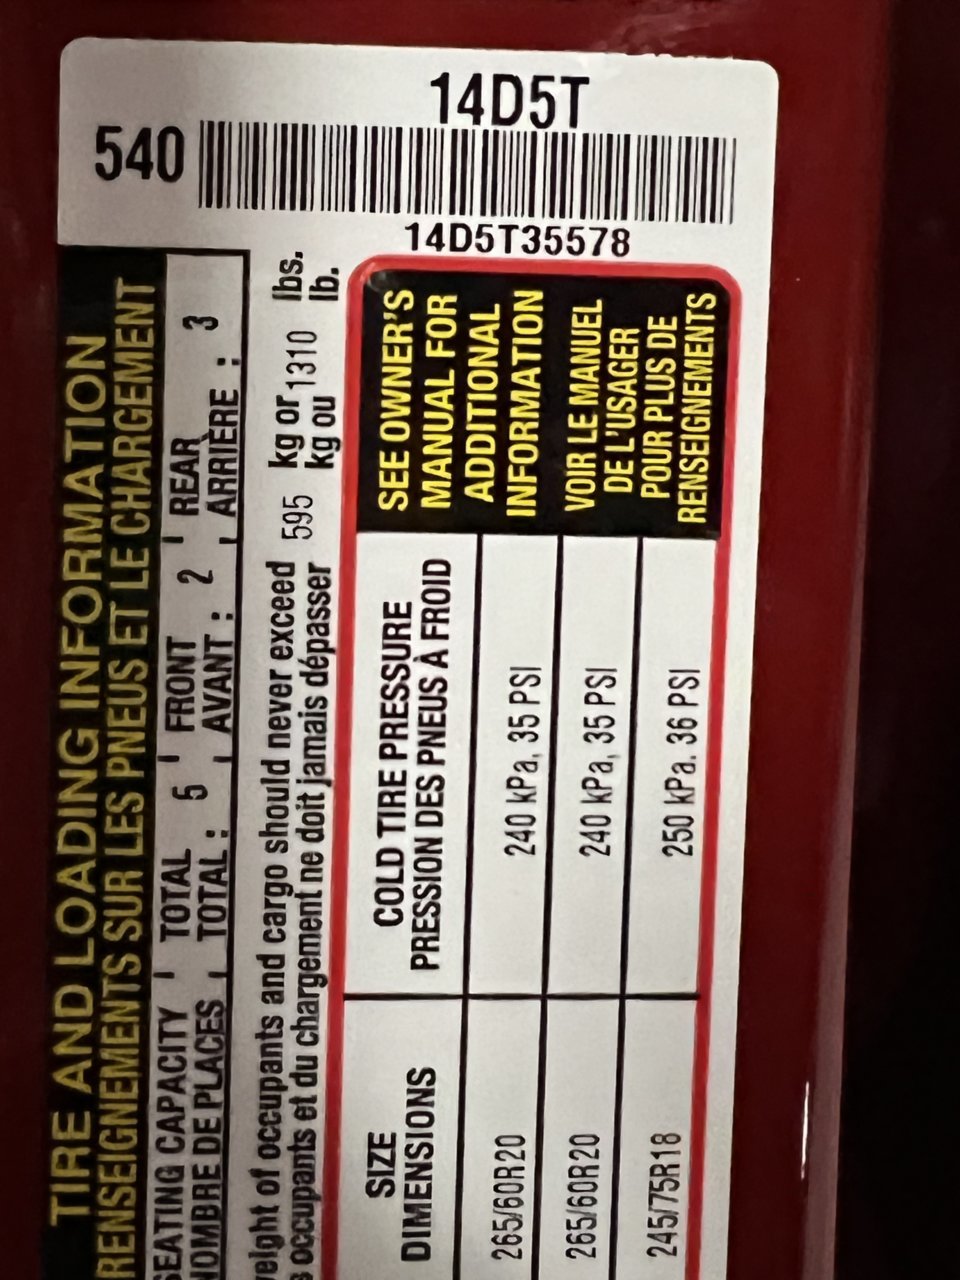 14D5T
540
14D5T35578
TIRE AND LOADING INFORMATION
RENSEIGNEMENTS SUR LES PNEUS ET LE CHARGEMENT
SEATING CAPACITY TOTAL 5 FRONT 2 REAR 3
NOMBRE DE PLACES TOTAL : AVANT : ARRIÈRE :
of occupants and cargo should never exceed 595 kg or 1310 lbs.
occupants et du chargement ne doit jamais dépasser kg ou lb.
SIZE
DIMENSIONS
COLD TIRE PRESSURE
PRESSION DES PNEUS À FROID
265/60R20 240 kPa, 35 PSI
265/60R20 240 kPa, 35 PSI
245/75R18 250 kPa. 36 PSI
SEE OWNER'S
MANUAL FOR
ADDITIONAL
INFORMATION
VOIR LE MANUEL
DE L'USAGER
POUR PLUS DE
RENSEIGNEMENTS